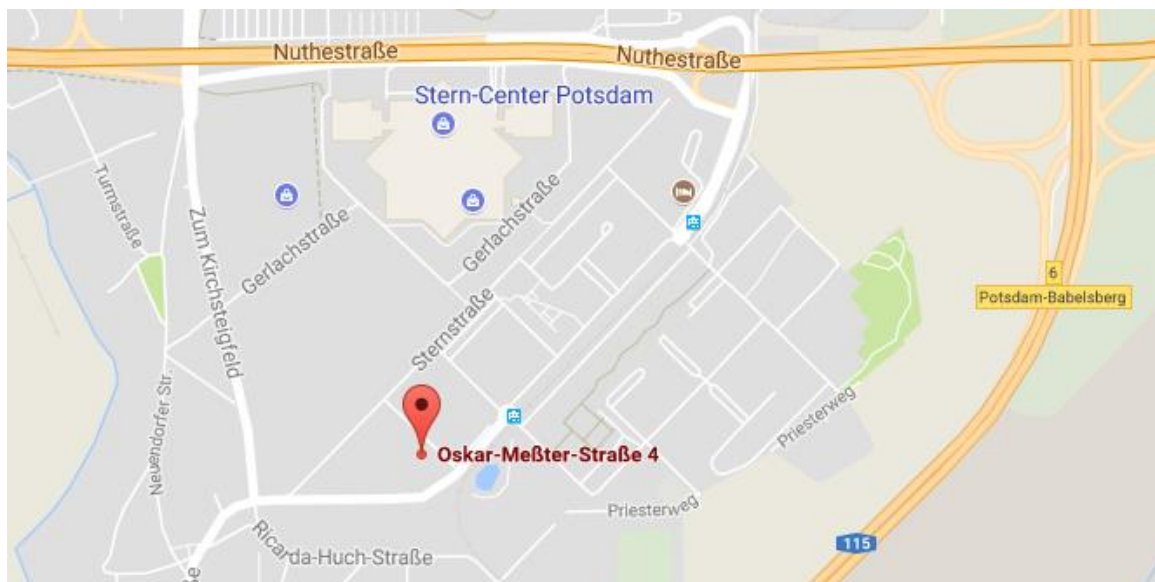 Nuthestraße
Nuthestraße
Stern-Center Potsdam
Turmstraße
Zum Kirchsteigfeld
Gerlachstraße
Gerlachstraße
6
Potsdam-Babelsberg
Sternstraße
Neuendorfer Str.
Priesterweg
Oskar-Meßter-Straße 4
Priesterweg
Ricarda-Huch-Straße
115